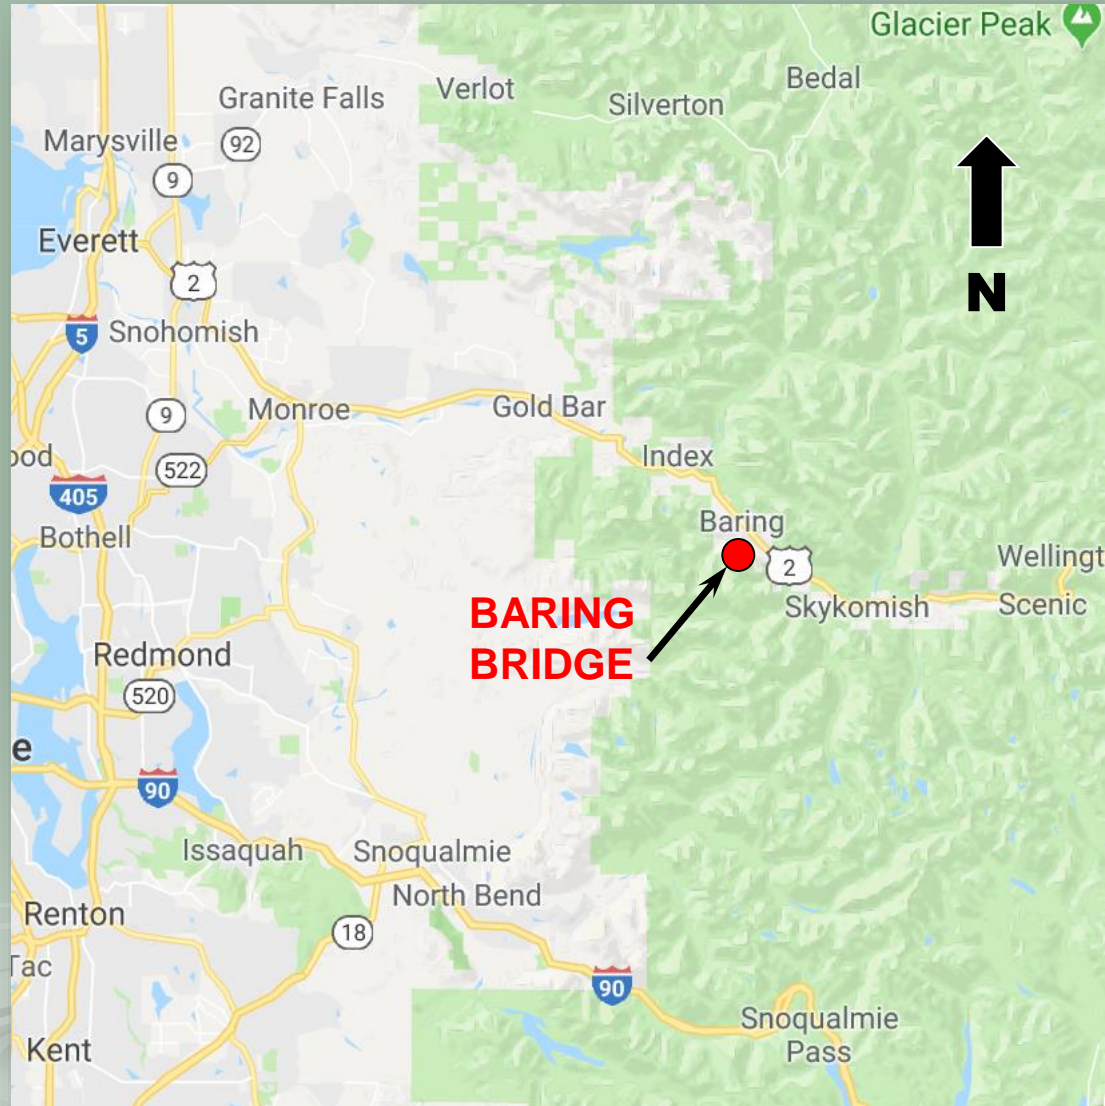 Glacier Peak
Verlot
Bedal
Granite Falls
Silverton
Marysville
92
9
Everett
2
N
5
Snohomish
9
Monroe
Gold Bar
ood
522
Index
405
Baring
Bothell
2
Wellingt
BARING
BRIDGE
Skykomish
Scenic
Redmond
520
e
90
Issaquah
Snoqualmie
North Bend
Renton
18
Tac
90
Snoqualmie
Pass
Kent